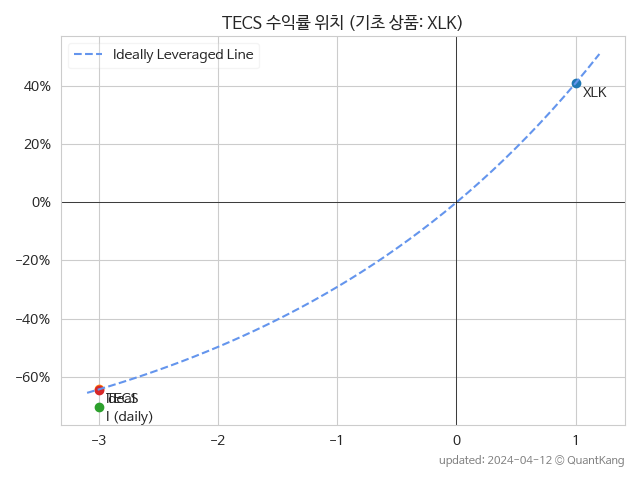 TECS 수익률 위치 (기초 상품: XLK)
Ideally Leveraged Line
40%
20%
0%
−20%
−40%
−60%
XLK
TECS
l (daily)
−3
−2
−1
0
1
updated: 2024-04-12 © QuantKang